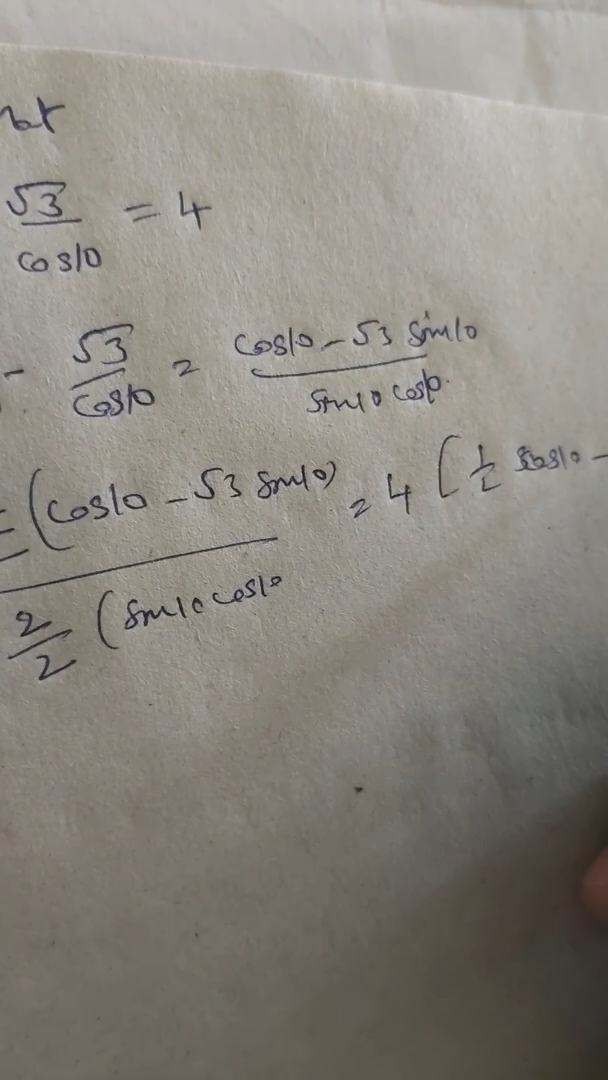 √3 = 4
cos10
- √3 = cos10 - √3 sin10
cos10 sin10 cos10
= (cos10 - √3 sin10) = 4 [ 1/2 cos10 -
2/2 (sin10 cos10